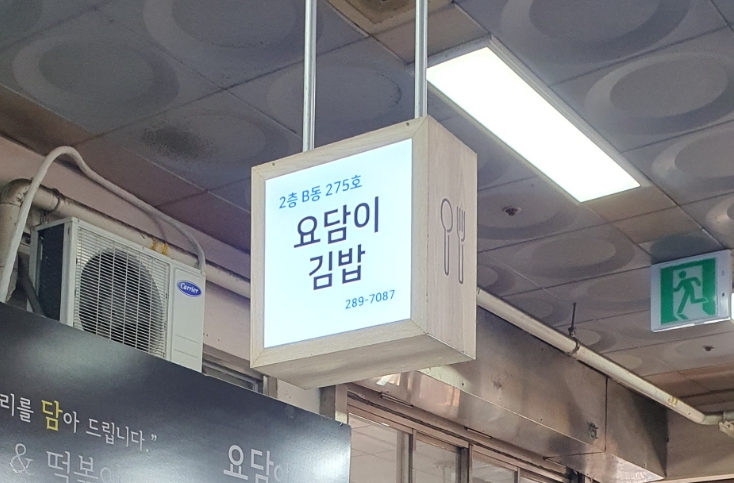 2층 B동 275호
요담이
김밥
289-7087
Carrier
리를 담아 드립니다."
& 떡볶이
요담이